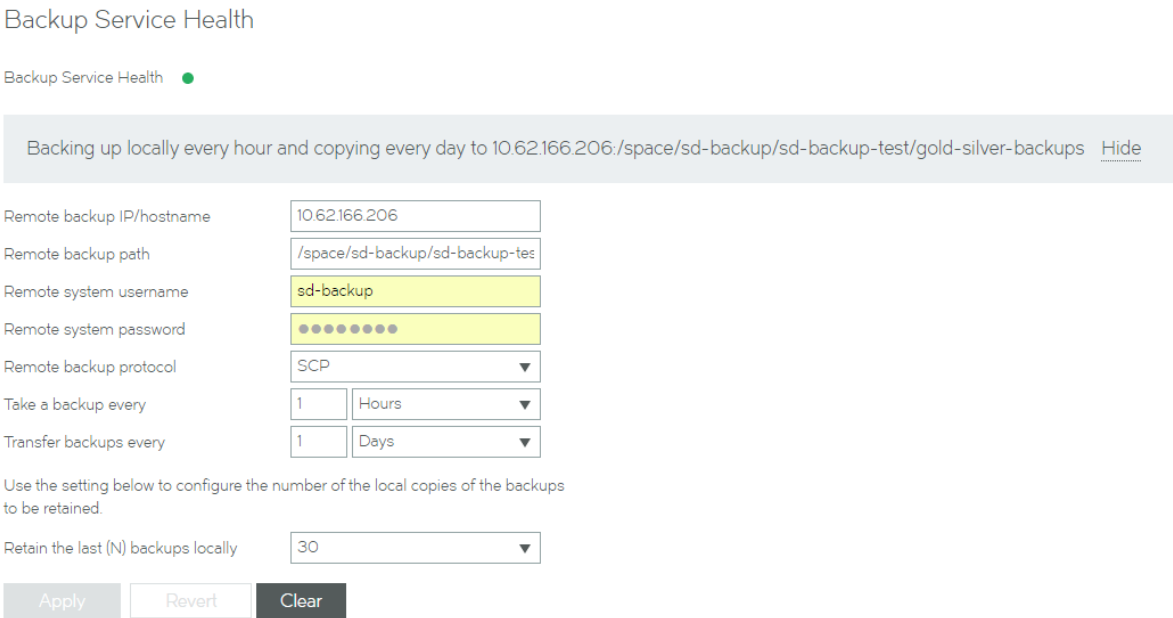 Backup Service Health
Backup Service Health
Backing up locally every hour and copying every day to 10.62.166.206:/space/sd-backup/sd-backup-test/gold-silver-backups Hide
Remote backup IP/hostname 10.62.166.206
Remote backup path /space/sd-backup/sd-backup-tes
Remote system username sd-backup
Remote system password ●●●●●●●●
Remote backup protocol SCP
Take a backup every 1 Hours
Transfer backups every 1 Days
Use the setting below to configure the number of the local copies of the backups
to be retained.
Retain the last (N) backups locally 30
Apply Revert Clear